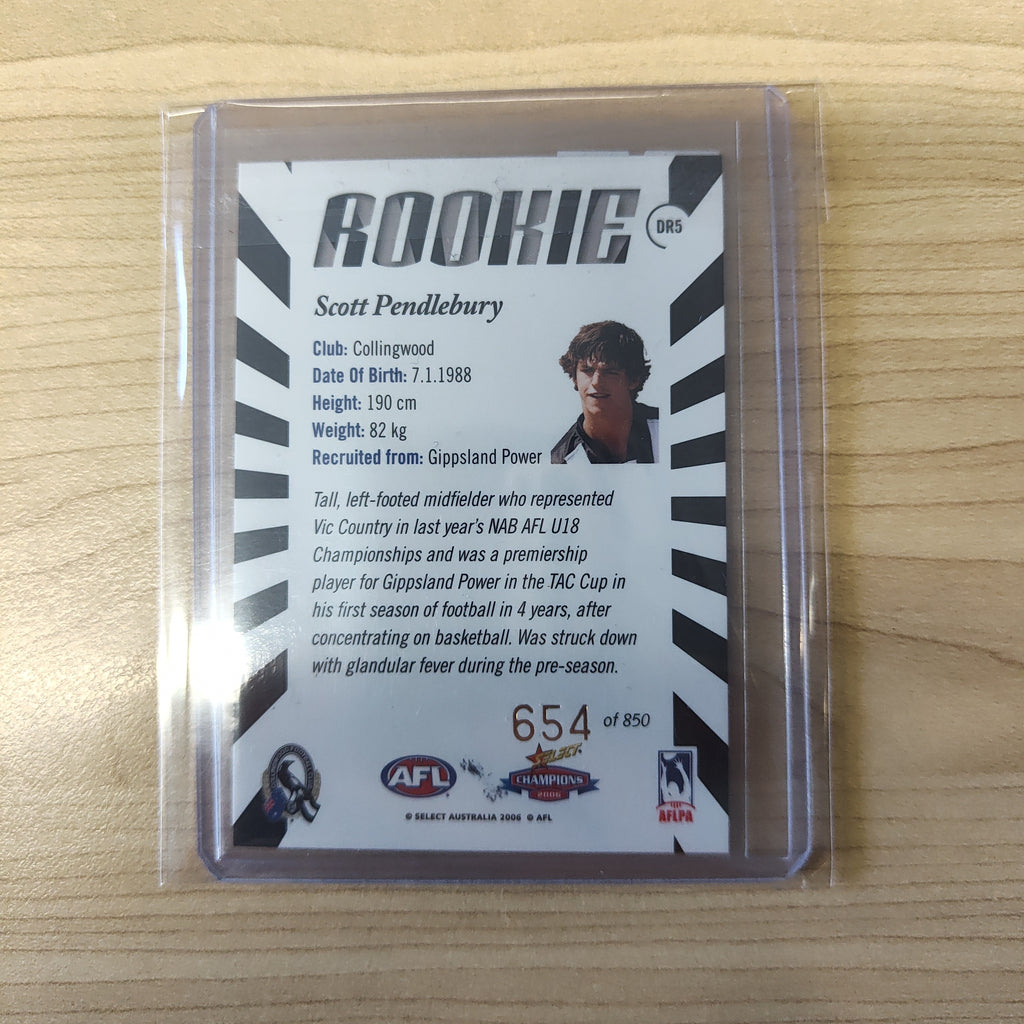 ROOKIE
DR5
Scott Pendlebury
Club: Collingwood
Date Of Birth: 7.1.1988
Height: 190 cm
Weight: 82 kg
Recruited from: Gippsland Power
Tall, left-footed midfielder who represented
Vic Country in last year's NAB AFL U18
Championships and was a premiership
player for Gippsland Power in the TAC Cup in
his first season of football in 4 years, after
concentrating on basketball. Was struck down
with glandular fever during the pre-season.
654 of 850
AFL
SELECT
CHAMPIONS
2006
AFLPA
© SELECT AUSTRALIA 2006 © AFL